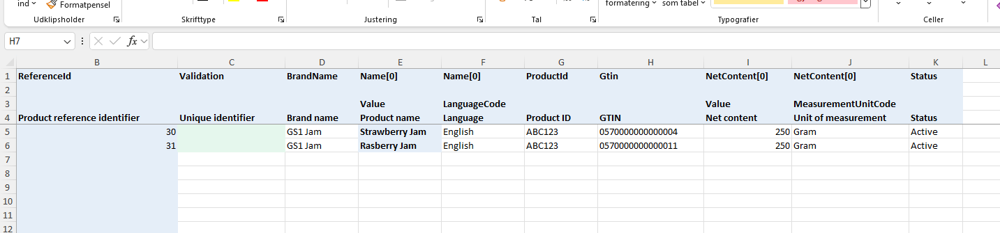 ind Formatpensel formatering som tabel
Udklipsholder Skrifttype Justering Tal Typografier Celler
H7 fx
B C D E F G H I J K L
1 ReferenceId Validation BrandName Name[0] Name[0] ProductId Gtin NetContent[0] NetContent[0] Status
2
3 Value LanguageCode Value MeasurementUnitCode
4 Product reference identifier Unique identifier Brand name Product name Language Product ID GTIN Net content Unit of measurement Status
5 30 GS1 Jam Strawberry Jam English ABC123 0570000000000004 250 Gram Active
6 31 GS1 Jam Rasberry Jam English ABC123 0570000000000011 250 Gram Active
7
8
9
10
11
12